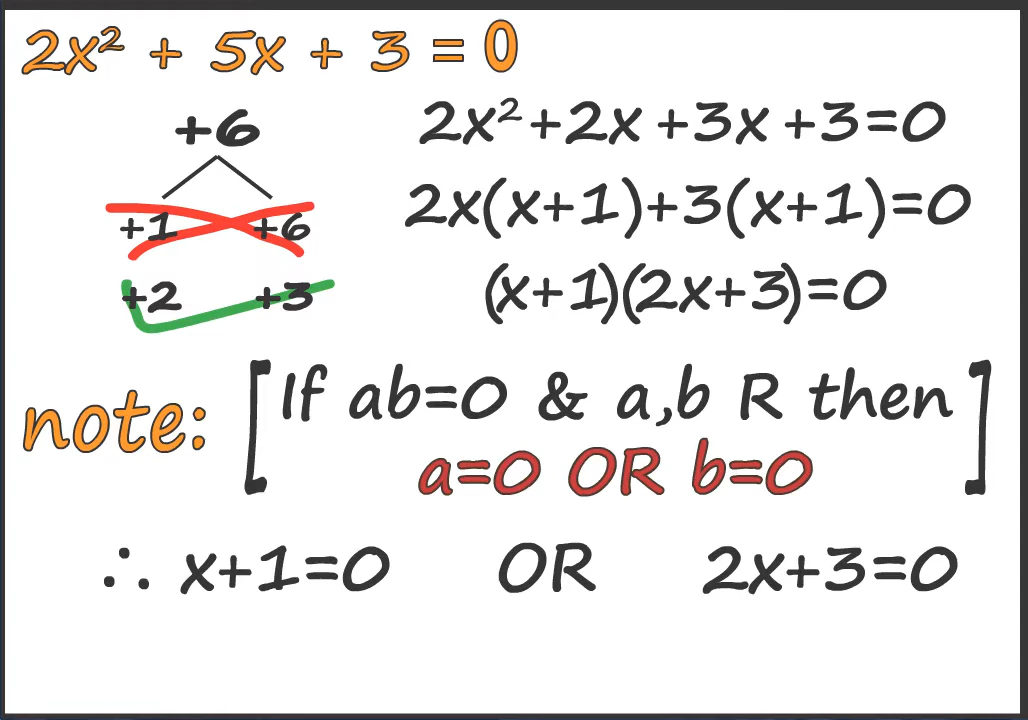 2x² + 5x + 3 = 0
+6
+1 +6
+2 +3
2x²+2x +3x +3=0
2x(x+1)+3(x+1)=0
(x+1)(2x+3)=0
note: [If ab=0 & a,b R then
a=0 OR b=0]
∴ x+1=0 OR 2x+3=0